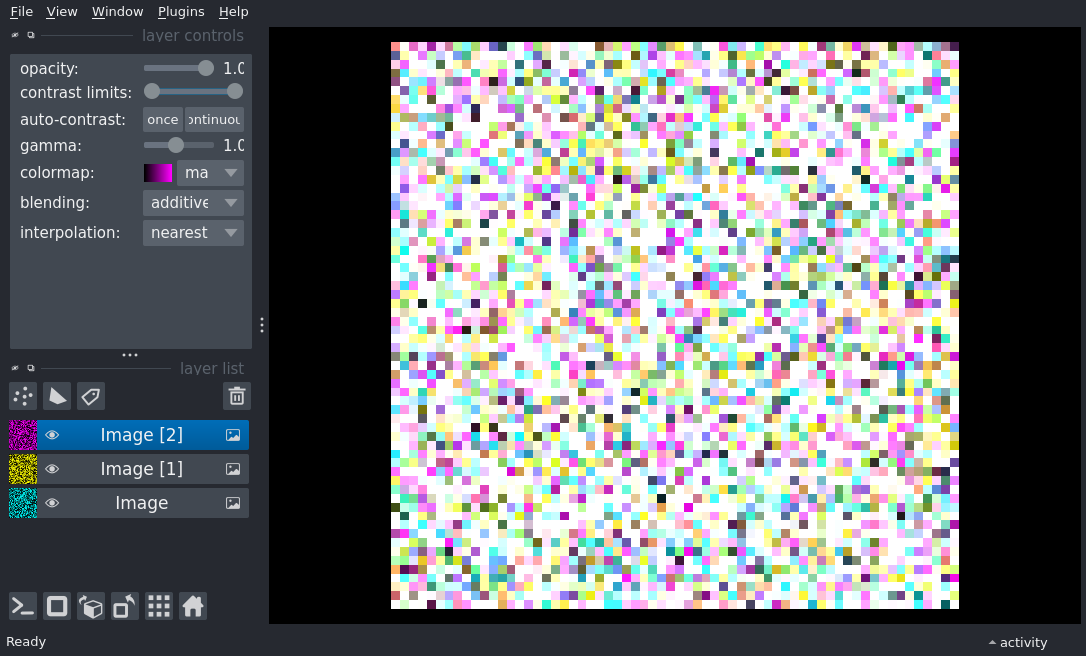 File View Window Plugins Help
layer controls
opacity: 1.0
contrast limits:
auto-contrast: once ontinuou
gamma: 1.0
colormap: ma
blending: additive
interpolation: nearest
layer list
Image [2]
Image [1]
Image
Ready activity